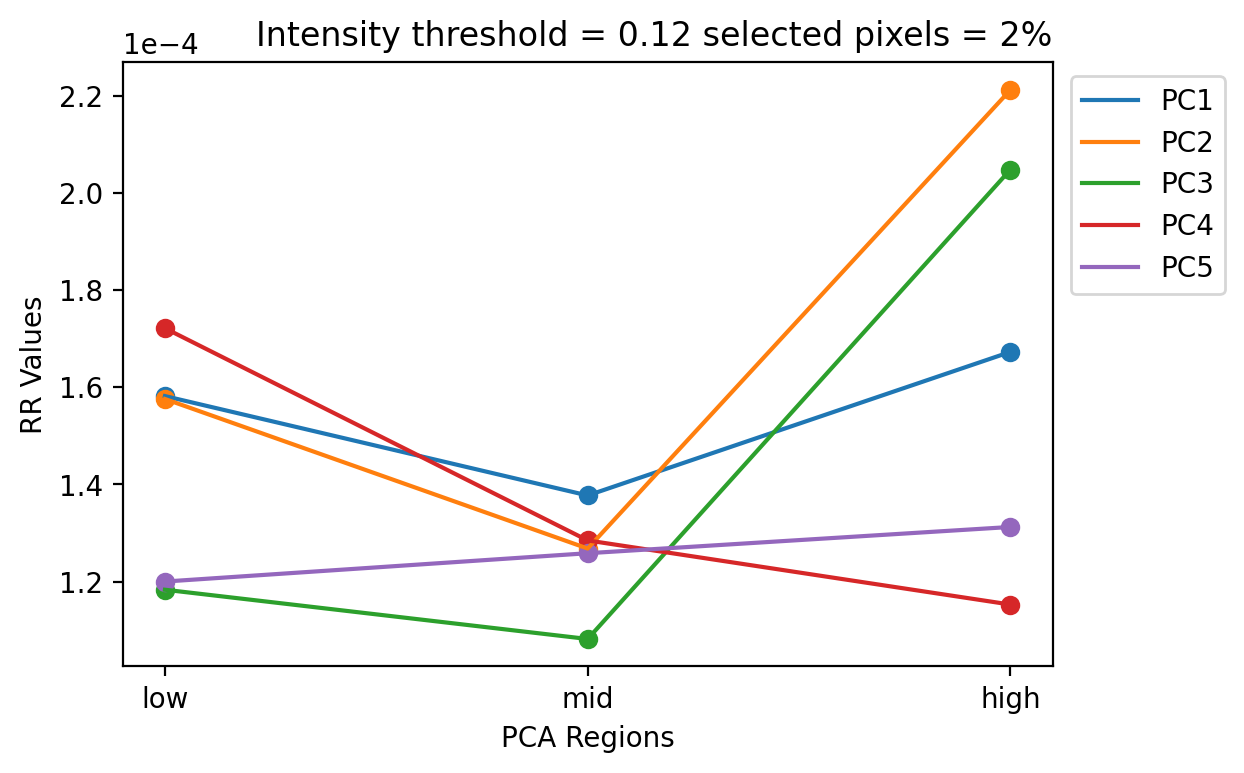 Intensity threshold = 0.12 selected pixels = 2%
1e−4
2.2
2.0
1.8
1.6
1.4
1.2
RR Values
low
mid
high
PCA Regions
PC1
PC2
PC3
PC4
PC5